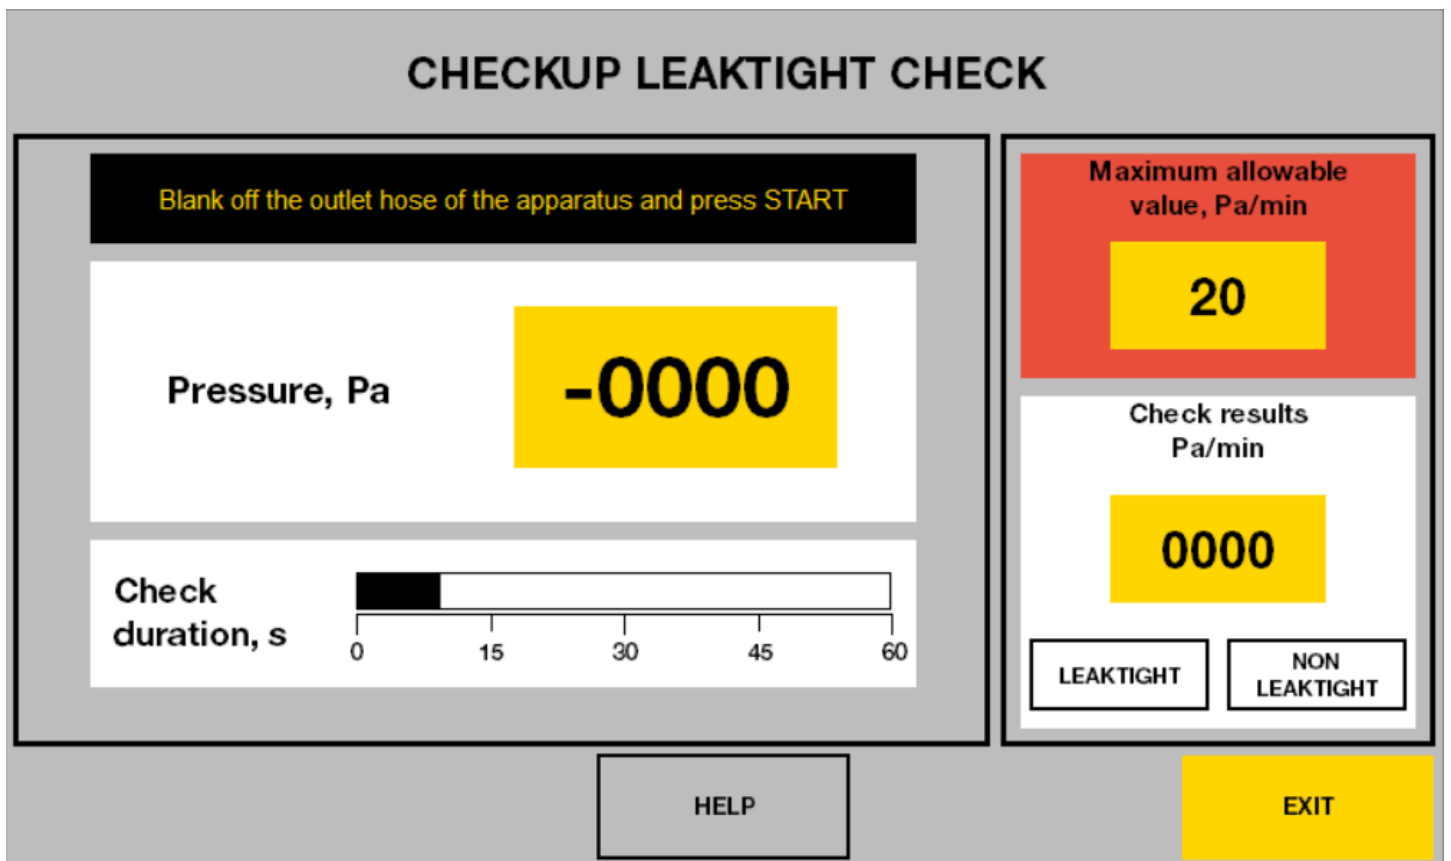 CHECKUP LEAKTIGHT CHECK
Blank off the outlet hose of the apparatus and press START
Pressure, Pa
-0000
Check
duration, s
0 15 30 45 60
Maximum allowable
value, Pa/min
20
Check results
Pa/min
0000
LEAKTIGHT
NON
LEAKTIGHT
HELP
EXIT